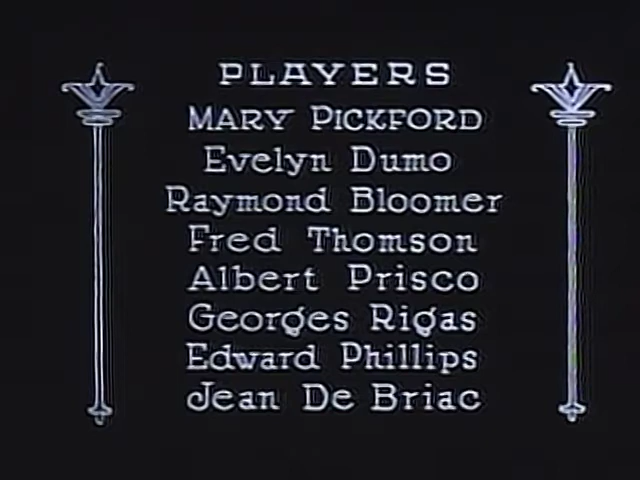 PLAYERS
MARY PICKFORD
Evelyn Dumo
Raymond Bloomer
Fred Thomson
Albert Prisco
Georges Rigas
Edward Phillips
Jean De Briac